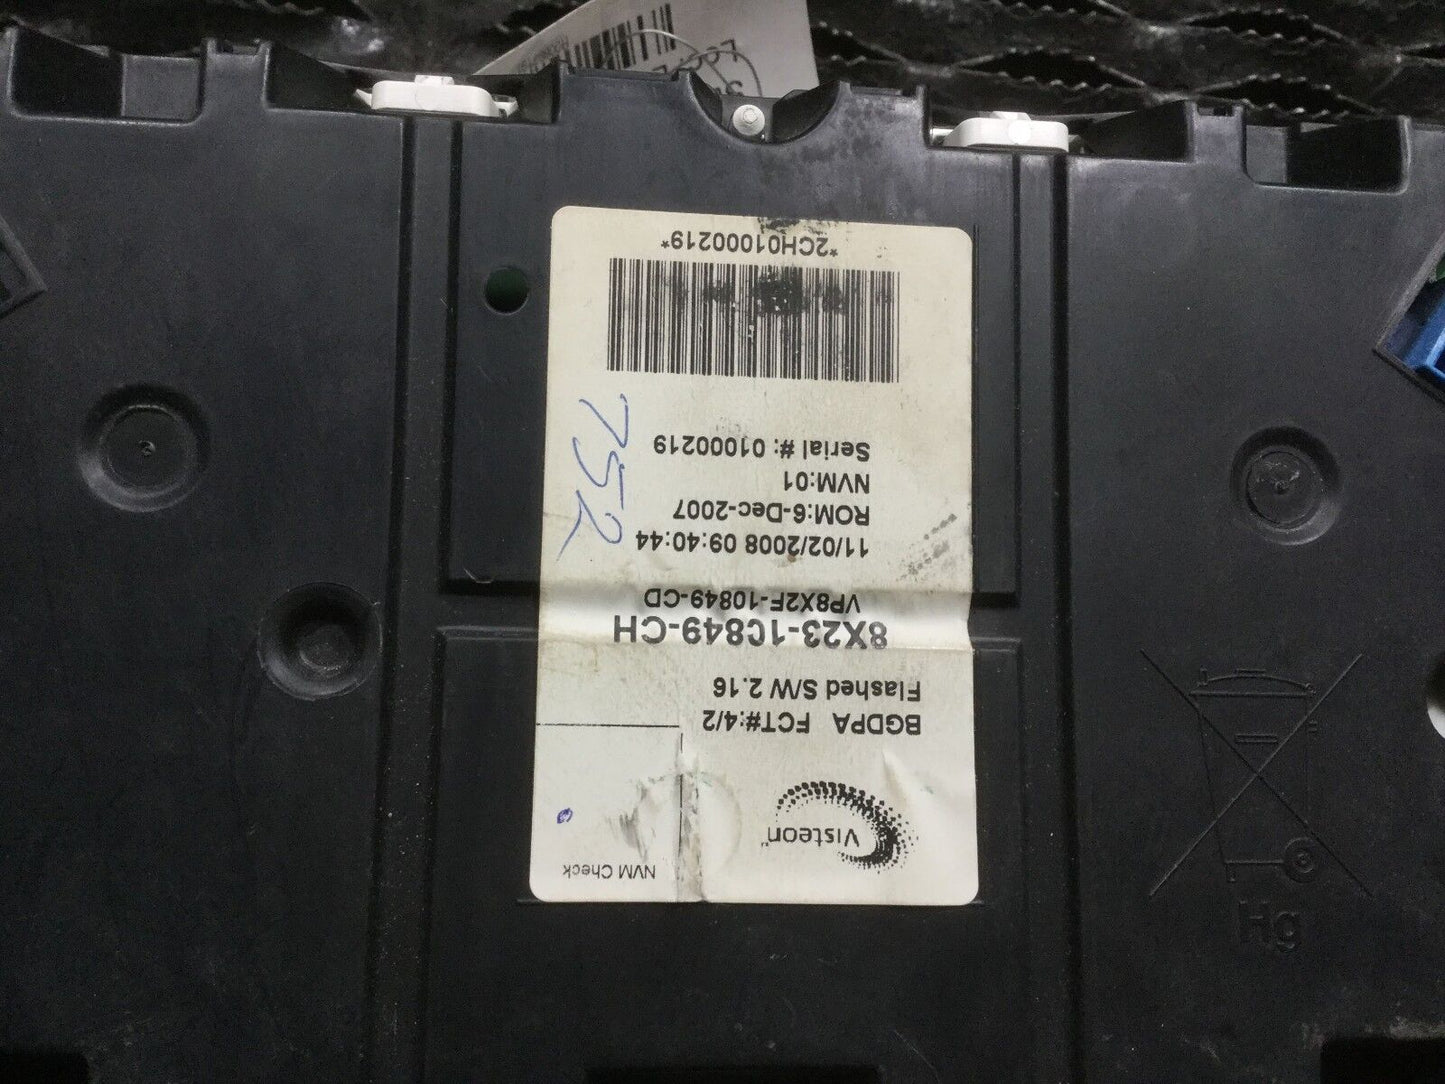 Visteon
NVM Check
BGDPA FCT#:4/2
Flashed S/W 2.16
8X23-10849-CH
VP8X2F-10849-CD
11/02/2008 09:40:44
ROM:6-Dec-2007
NVM:01
Serial #: 01000219
752
*2CH01000219*
Hg